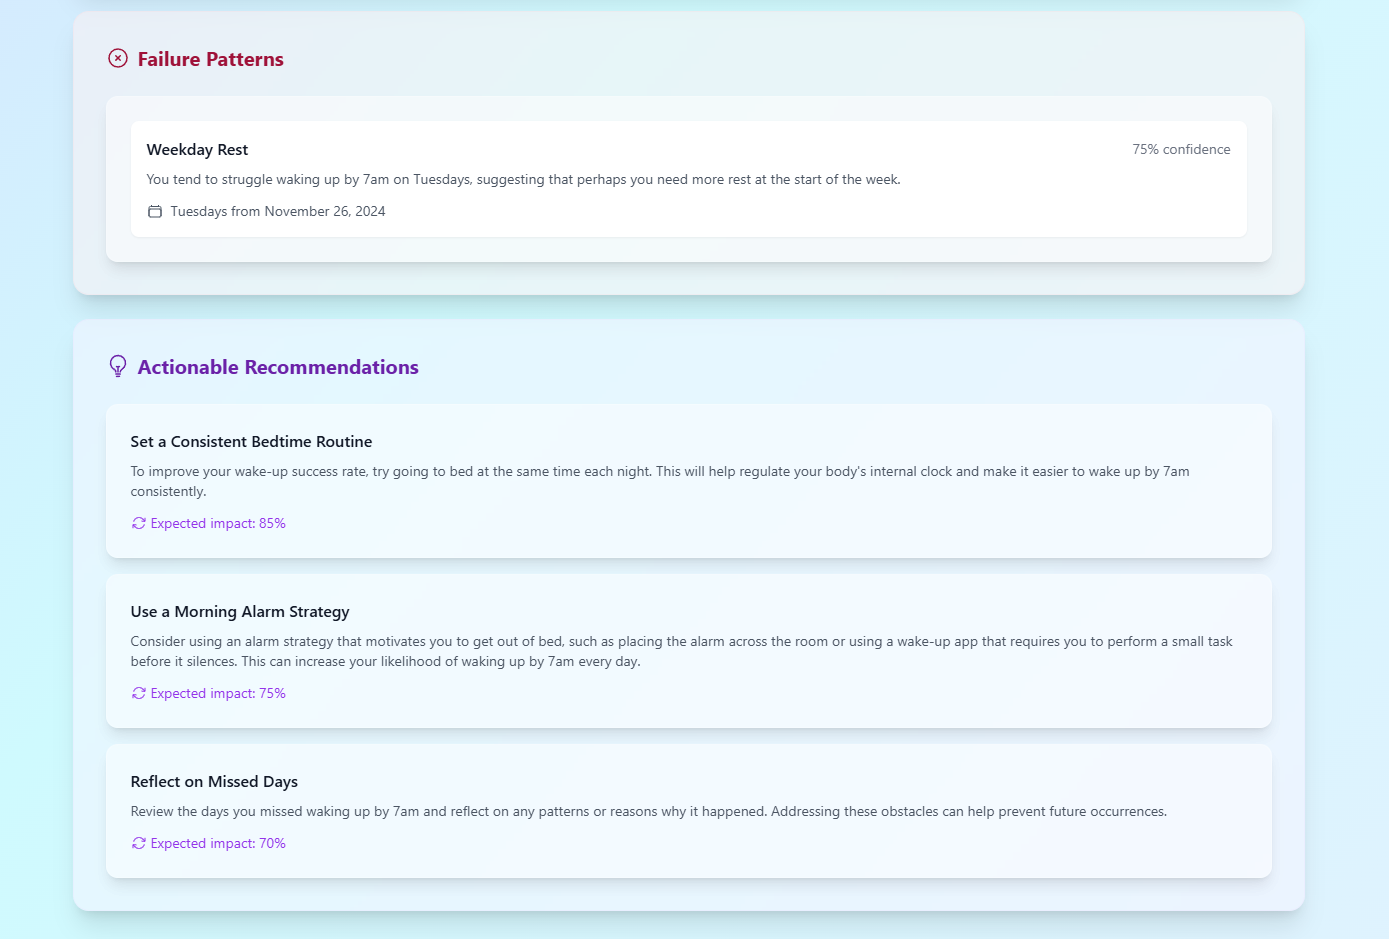 Failure Patterns
Weekday Rest
75% confidence
You tend to struggle waking up by 7am on Tuesdays, suggesting that perhaps you need more rest at the start of the week.
Tuesdays from November 26, 2024
Actionable Recommendations
Set a Consistent Bedtime Routine
To improve your wake-up success rate, try going to bed at the same time each night. This will help regulate your body's internal clock and make it easier to wake up by 7am
consistently.
Expected impact: 85%
Use a Morning Alarm Strategy
Consider using an alarm strategy that motivates you to get out of bed, such as placing the alarm across the room or using a wake-up app that requires you to perform a small task
before it silences. This can increase your likelihood of waking up by 7am every day.
Expected impact: 75%
Reflect on Missed Days
Review the days you missed waking up by 7am and reflect on any patterns or reasons why it happened. Addressing these obstacles can help prevent future occurrences.
Expected impact: 70%